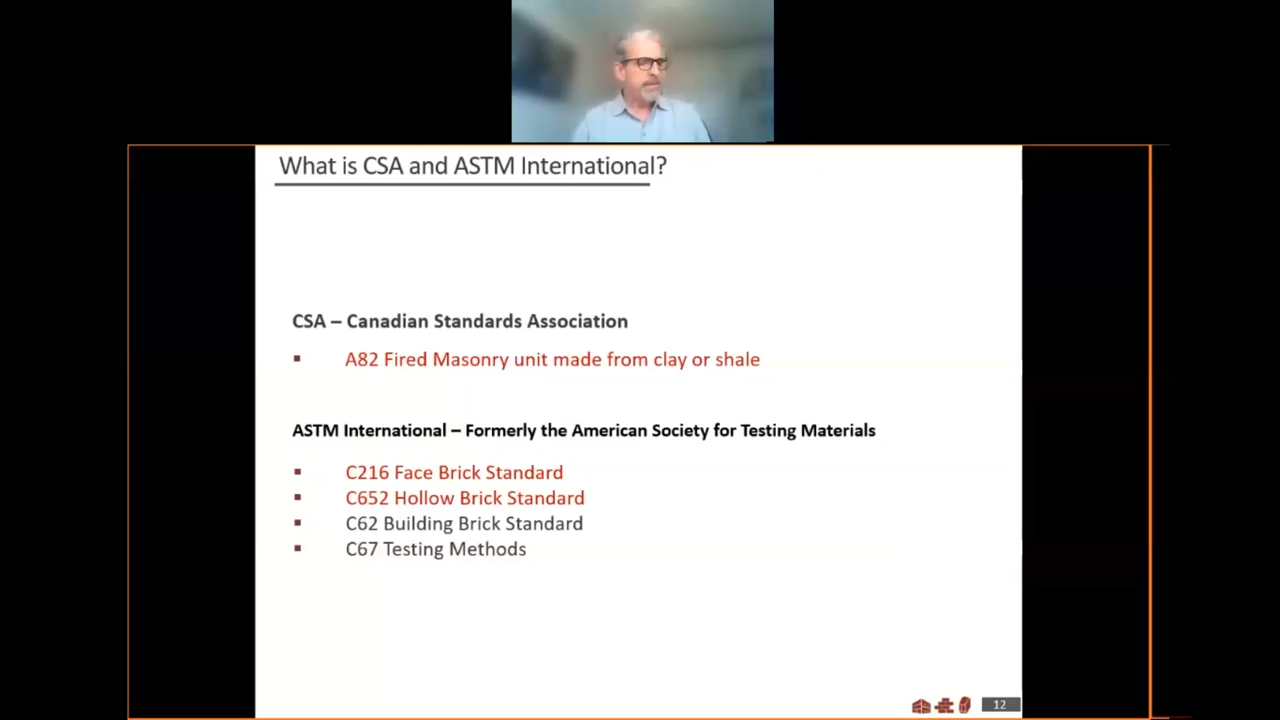 What is CSA and ASTM International?
CSA – Canadian Standards Association
A82 Fired Masonry unit made from clay or shale
ASTM International – Formerly the American Society for Testing Materials
C216 Face Brick Standard
C652 Hollow Brick Standard
C62 Building Brick Standard
C67 Testing Methods
12